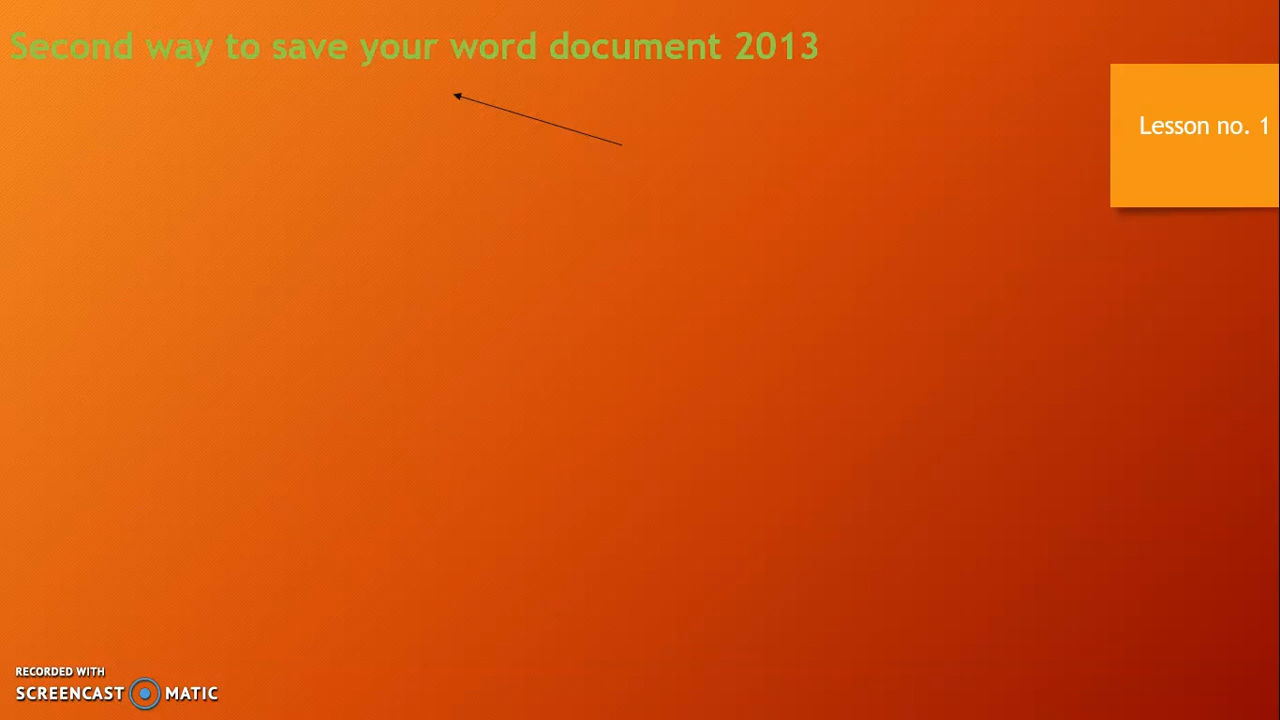 Second way to save your word document 2013
Lesson no. 1
RECORDED WITH
SCREENCAST MATIC